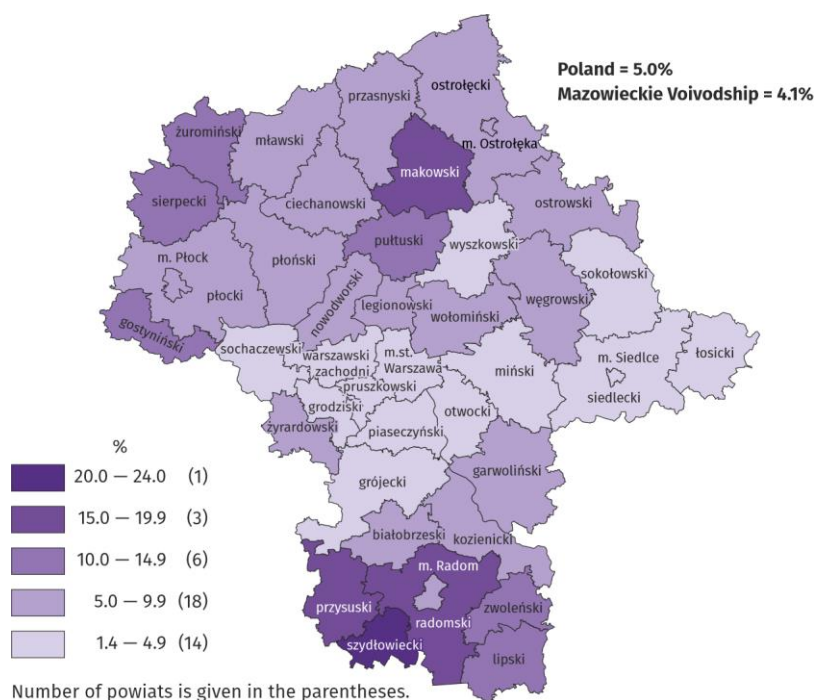 Poland = 5.0%
Mazowieckie Voivodship = 4.1%
ostrołęcki
przasnyski
żuromiński
mławski
m. Ostrołęka
makowski
sierpecki
ciechanowski
ostrowski
pułtuski
wyszkowski
m. Płock
płoński
sokołowski
nowodworski
legionowski
węgrowski
płocki
wołomiński
gostyniński
sochaczewski
warszawski
zachodni
m.st.
Warszawa
miński
m. Siedlce
łosicki
pruszkowski
siedlecki
grodziski
otwocki
żyrardowski
piaseczyński
garwoliński
grójecki
białobrzeski
kozienicki
m. Radom
przysuski
zwoleński
radomski
szydłowiecki
lipski
%
20.0 — 24.0 (1)
15.0 — 19.9 (3)
10.0 — 14.9 (6)
5.0 — 9.9 (18)
1.4 — 4.9 (14)
Number of powiats is given in the parentheses.